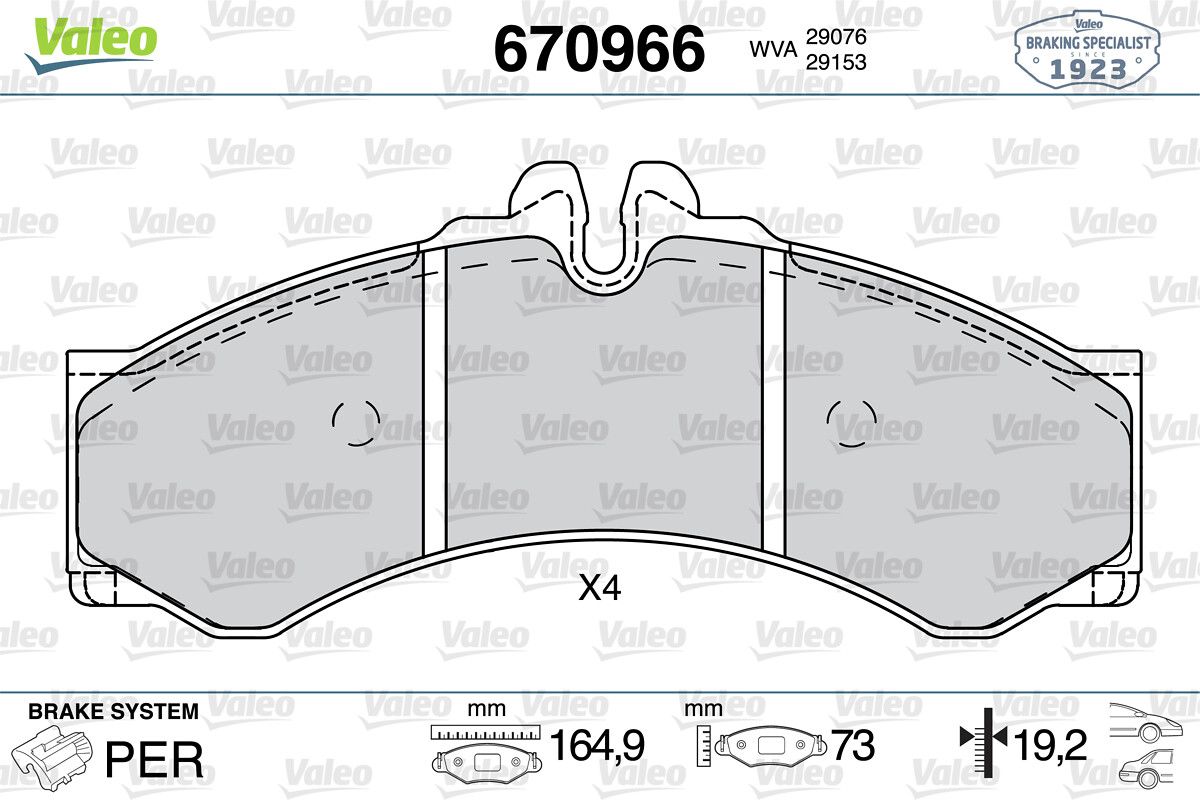 Valeo
670966
WVA 29076
29153
Valeo
BRAKING SPECIALIST
SINCE
1923
X4
BRAKE SYSTEM
PER
mm
164,9
mm
73
19,2